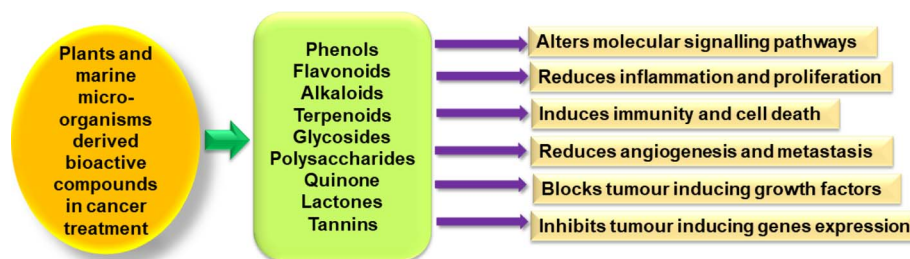 Plants and
marine
micro-
organisms
derived
bioactive
compounds
in cancer
treatment
Phenols
Flavonoids
Alkaloids
Terpenoids
Glycosides
Polysaccharides
Quinone
Lactones
Tannins
Alters molecular signalling pathways
Reduces inflammation and proliferation
Induces immunity and cell death
Reduces angiogenesis and metastasis
Blocks tumour inducing growth factors
Inhibits tumour inducing genes expression